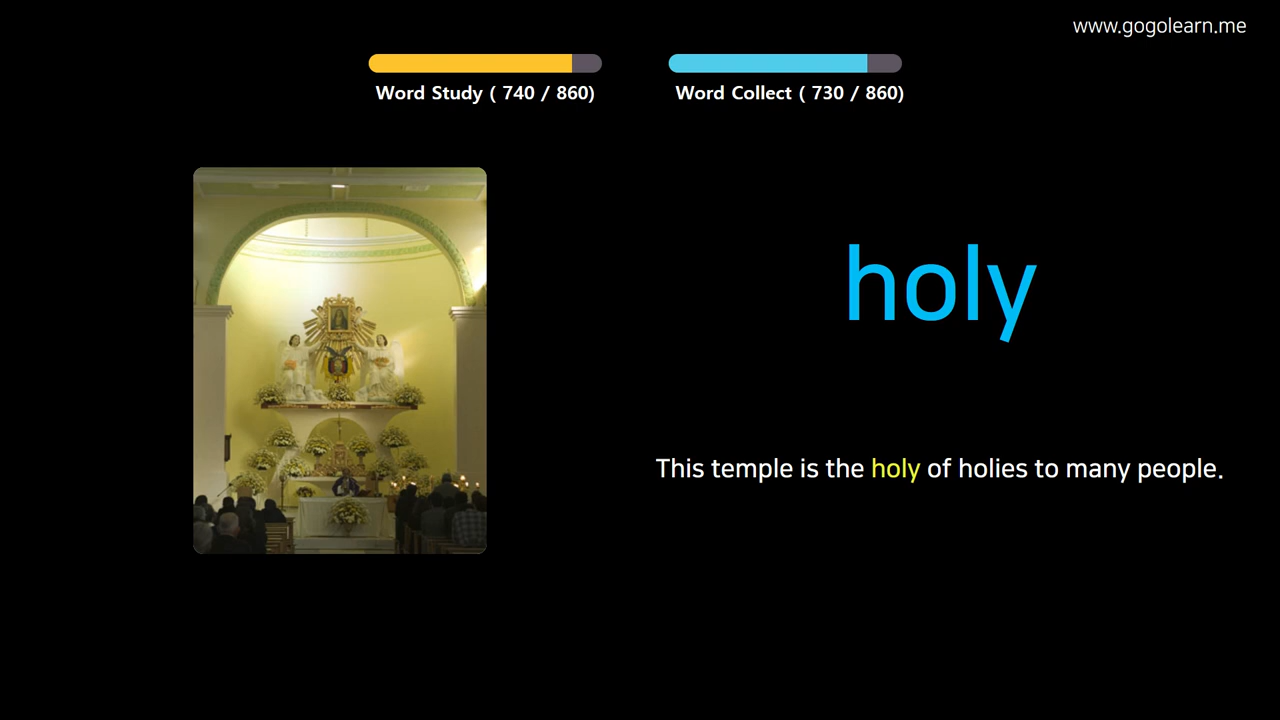 www.gogolearn.me
Word Study ( 740 / 860)
Word Collect ( 730 / 860)
holy
This temple is the holy of holies to many people.